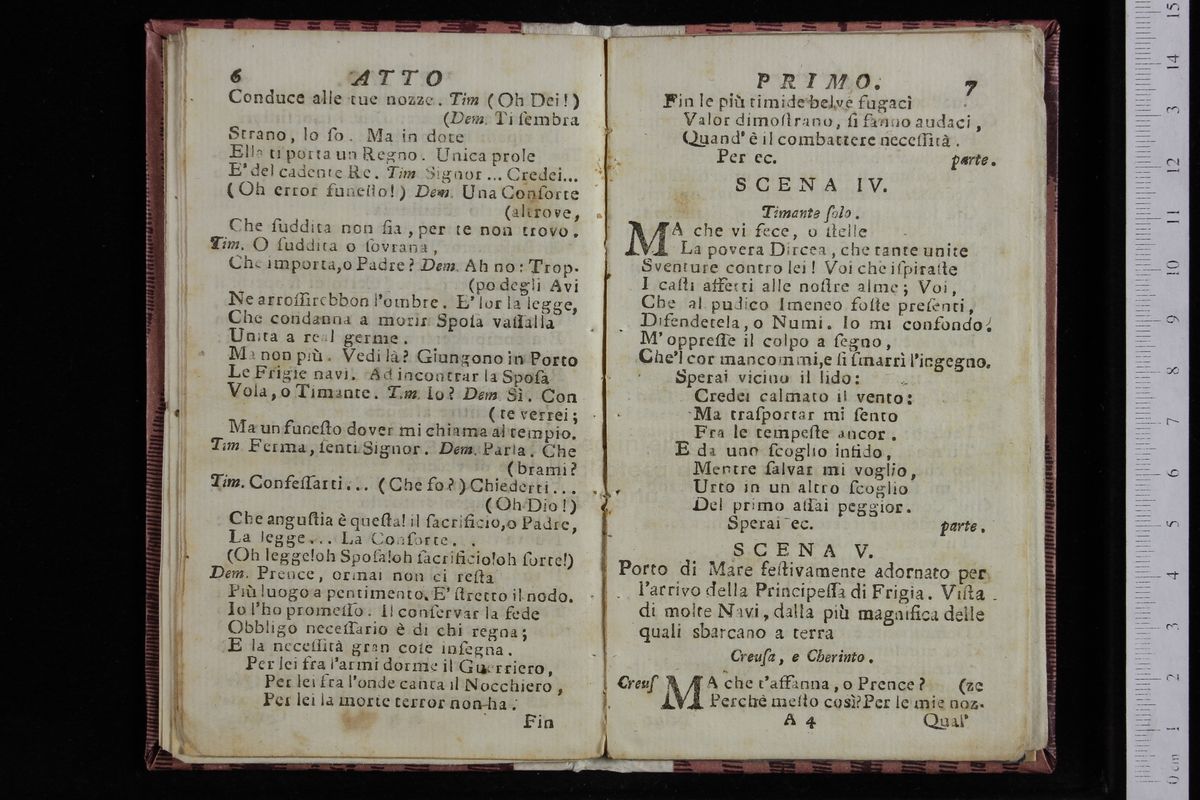 6 ATTO
Conduce alle tue nozze. Tim (Oh Dei!)
(Dem. Ti ſembra
Strano, lo ſo. Ma in dote
Ella ti porta un Regno. Unica prole
E' del cadente Re. Tim. Signor ... Credei...
(Oh error funeſto!) Dem. Una Conſorte
(altrove,
Che ſuddita non ſia, per te non trovo.
Tim. O ſuddita o ſovrana,
Che importa, o Padre? Dem. Ah no: Trop-
(po degli Avi
Ne arroſſirebbon l'ombre. E' lor la legge,
Che condanna a morir Spoſa vaſſalla
Unita a real germe.
Ma non più. Vedi là? Giungono in Porto
Le Frigie navi. Ad incontrar la Spoſa
Vola, o Timante. Tim. Io? Dem. Sì. Con
(te verrei;
Ma un funeſto dover mi chiama al tempio.
Tim. Ferma, ſenti Signor. Dem. Parla. Che
(brami?
Tim. Confeſſarti... (Che fo?) Chiederti...
(Oh Dio!)
Che anguſtia è queſta! il ſacrificio, o Padre,
La legge... La Conſorte. .
(Oh legge! oh Spoſa! oh ſacrificio! oh ſorte!)
Dem. Prence, ormai non ci reſta
Più luogo a pentimento. E' ſtretto il nodo.
Io l'ho promeſſo. Il conſervar la fede
Obbligo neceſſario è di chi regna;
E la neceſſità gran coſe inſegna.
Per lei fra l'armi dorme il Guerriero,
Per lei fra l'onde canta il Nocchiero,
Per lei la morte terror non ha.
Fin
PRIMO. 7
Fin le più timide belve fugaci
Valor dimoſtrano, ſi fanno audaci,
Quand' è il combattere neceſſità.
Per ec. parte.
SCENA IV.
Timante ſolo.
MA che vi fece, o ſtelle
La povera Dircea, che tante unite
Sventure contro lei! Voi che iſpiraſte
I caſti affetti alle noſtre alme; Voi,
Che al pudico Imeneo foſte preſenti,
Difendetela, o Numi. Io mi confondo.
M' oppreſſe il colpo a ſegno,
Che'l cor mancommi, e ſi ſmarrì l'ingegno.
Sperai vicino il lido:
Credei calmato il vento:
Ma traſportar mi ſento
Fra le tempeſte ancor.
E da uno ſcoglio infido,
Mentre ſalvar mi voglio,
Urto in un altro ſcoglio
Del primo aſſai peggior.
Sperai ec. parte.
SCENA V.
Porto di Mare feſtivamente adornato per
l'arrivo della Principeſſa di Frigia. Viſta
di molte Navi, dalla più magnifica delle
quali sbarcano a terra
Creuſa, e Cherinto.
Creuſ MA che t'affanna, o Prence? (ze
Perchè meſto così? Per le mie noz-
A 4 Qual'
0 cm 1 2 3 4 5 6 7 8 9 10 11 12 13 14 15